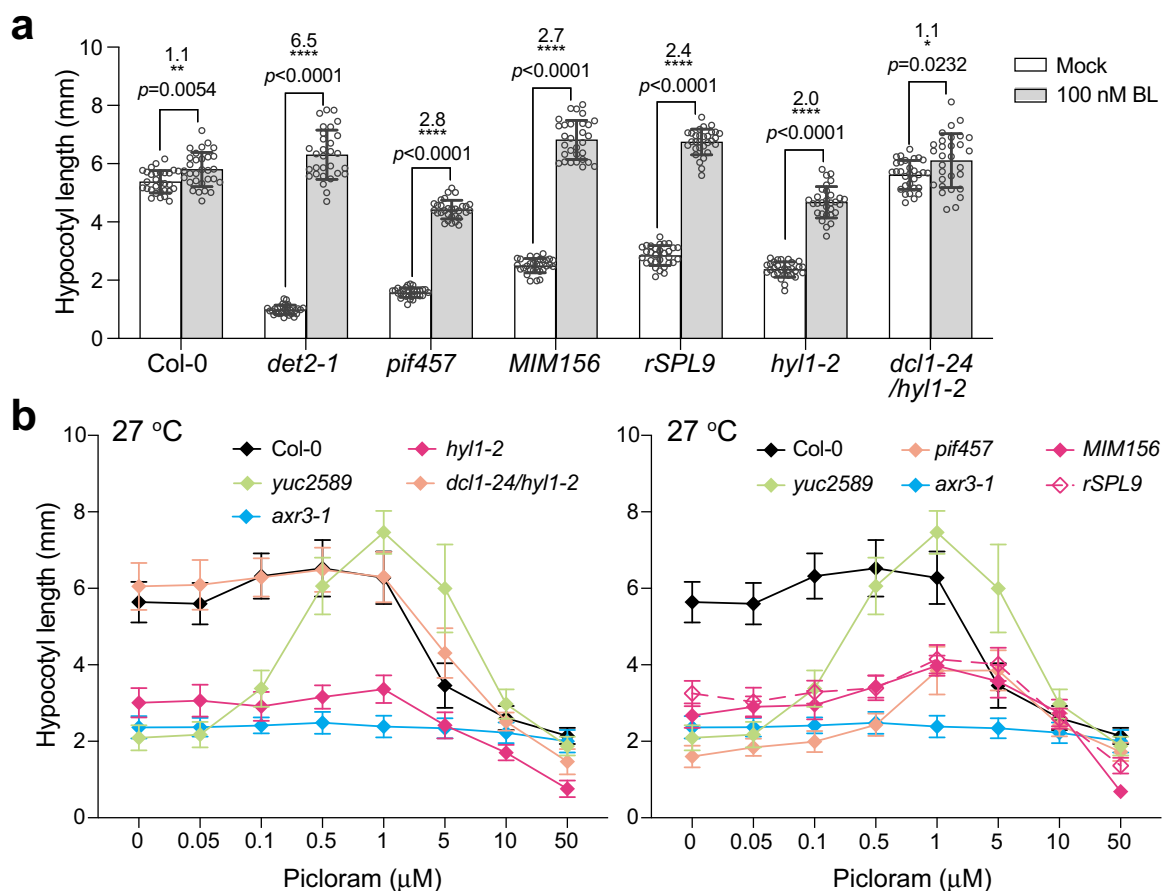 a
Hypocotyl length (mm)
10
8
6
4
2
0
1.1
**
p=0.0054
6.5
****
p<0.0001
2.8
****
p<0.0001
2.7
****
p<0.0001
2.4
****
p<0.0001
2.0
****
p<0.0001
1.1
*
p=0.0232
Mock
100 nM BL
Col-0
det2-1
pif457
MIM156
rSPL9
hyl1-2
dcl1-24
/hyl1-2
b
27 °C
Col-0
hyl1-2
yuc2589
dcl1-24/hyl1-2
axr3-1
Hypocotyl length (mm)
10
8
6
4
2
0
0 0.05 0.1 0.5 1 5 10 50
Picloram (μM)
27 °C
Col-0
pif457
MIM156
yuc2589
axr3-1
rSPL9
10
8
6
4
2
0
0 0.05 0.1 0.5 1 5 10 50
Picloram (μM)